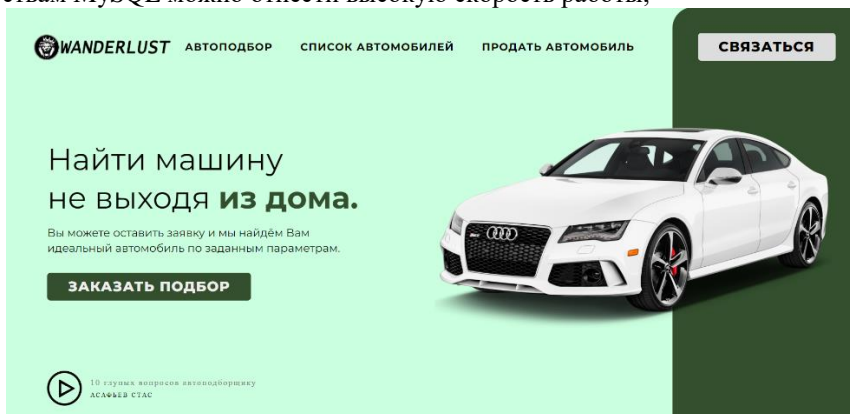 ствам MySQL можно отнести высокую скорость работы,
WANDERLUST АВТОПОДБОР СПИСОК АВТОМОБИЛЕЙ ПРОДАТЬ АВТОМОБИЛЬ СВЯЗАТЬСЯ
Найти машину
не выходя из дома.
Вы можете оставить заявку и мы найдём Вам
идеальный автомобиль по заданным параметрам.
ЗАКАЗАТЬ ПОДБОР
10 глупых вопросов автоподборщику
АСАФЬЕВ СТАС